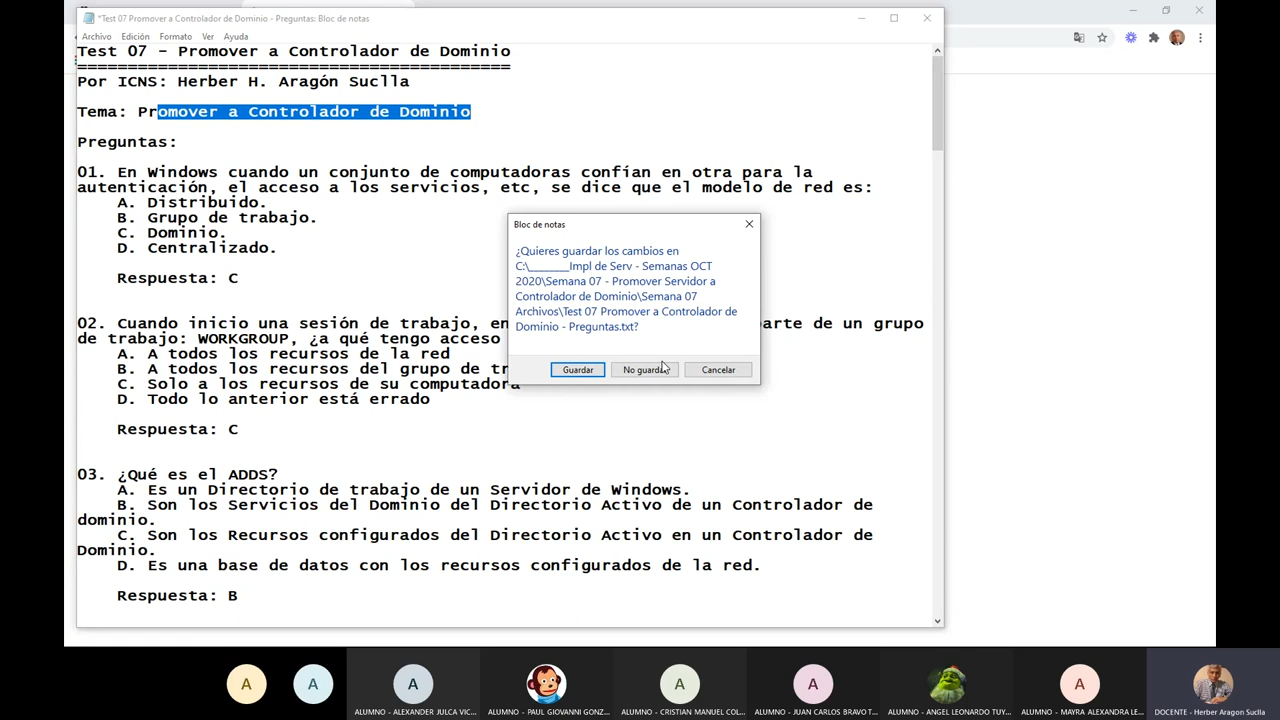 *Test 07 Promover a Controlador de Dominio - Preguntas: Bloc de notas
Archivo Edición Formato Ver Ayuda
Test 07 - Promover a Controlador de Dominio
===========================================
Por ICNS: Herber H. Aragón Suclla
Tema: Promover a Controlador de Dominio
Preguntas:
01. En Windows cuando un conjunto de computadoras confían en otra para la
autenticación, el acceso a los servicios, etc, se dice que el modelo de red es:
A. Distribuido.
B. Grupo de trabajo.
C. Dominio.
D. Centralizado.
Respuesta: C
02. Cuando inicio una sesión de trabajo, en parte de un grupo
de trabajo: WORKGROUP, ¿a qué tengo acceso
A. A todos los recursos de la red
B. A todos los recursos del grupo de
C. Solo a los recursos de su computadora
D. Todo lo anterior está errado
Respuesta: C
03. ¿Qué es el ADDS?
A. Es un Directorio de trabajo de un Servidor de Windows.
B. Son los Servicios del Dominio del Directorio Activo de un Controlador de
dominio.
C. Son los Recursos configurados del Directorio Activo en un Controlador de
Dominio.
D. Es una base de datos con los recursos configurados de la red.
Respuesta: B
Bloc de notas
¿Quieres guardar los cambios en
C:\________Impl de Serv - Semanas OCT
2020\Semana 07 - Promover Servidor a
Controlador de Dominio\Semana 07
Archivos\Test 07 Promover a Controlador de
Dominio - Preguntas.txt?
Guardar No guardar Cancelar
A A A A A A
ALUMNO - ALEXANDER JULCA VIC...
ALUMNO - PAUL GIOVANNI GONZ...
ALUMNO - CRISTIAN MANUEL COL...
ALUMNO - JUAN CARLOS BRAVO T...
ALUMNO - ANGEL LEONARDO TUY...
ALUMNO - MAYRA ALEXANDRA LE...
DOCENTE - Herber Aragon Suclla